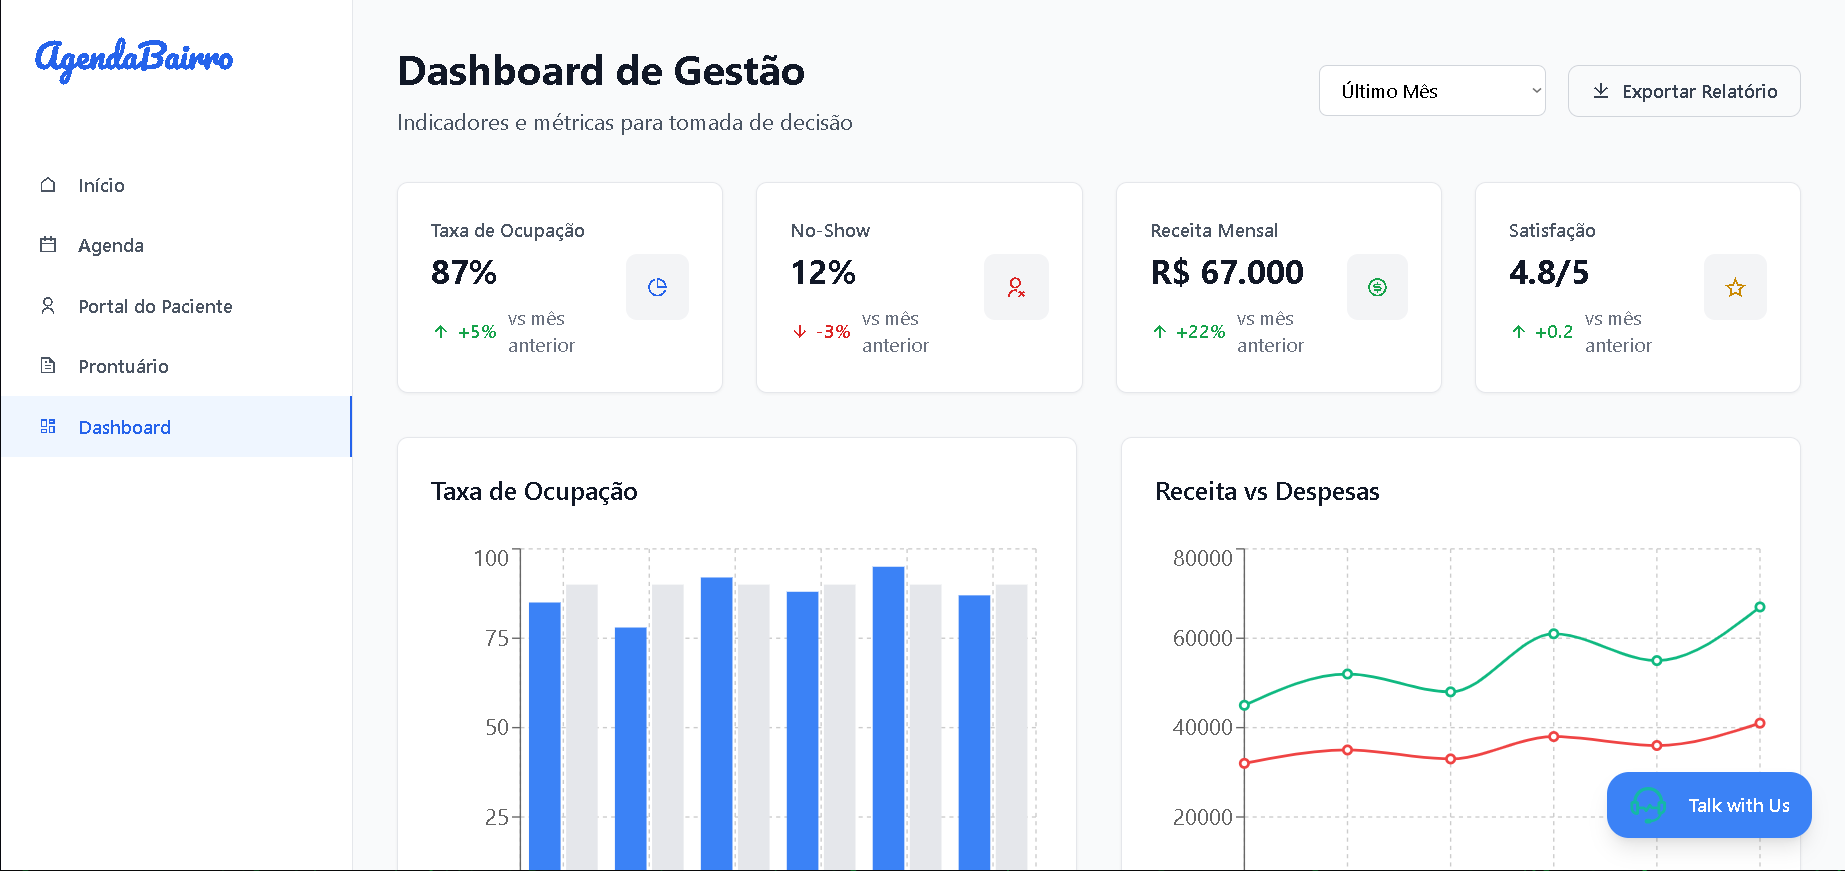 AgendaBairro
Início
Agenda
Portal do Paciente
Prontuário
Dashboard
Dashboard de Gestão
Indicadores e métricas para tomada de decisão
Último Mês
Exportar Relatório
Taxa de Ocupação
87%
+5%
vs mês
anterior
No-Show
12%
-3%
vs mês
anterior
Receita Mensal
R$ 67.000
+22%
vs mês
anterior
Satisfação
4.8/5
+0.2
vs mês
anterior
Taxa de Ocupação
100
75
50
25
Receita vs Despesas
80000
60000
40000
20000
Talk with Us